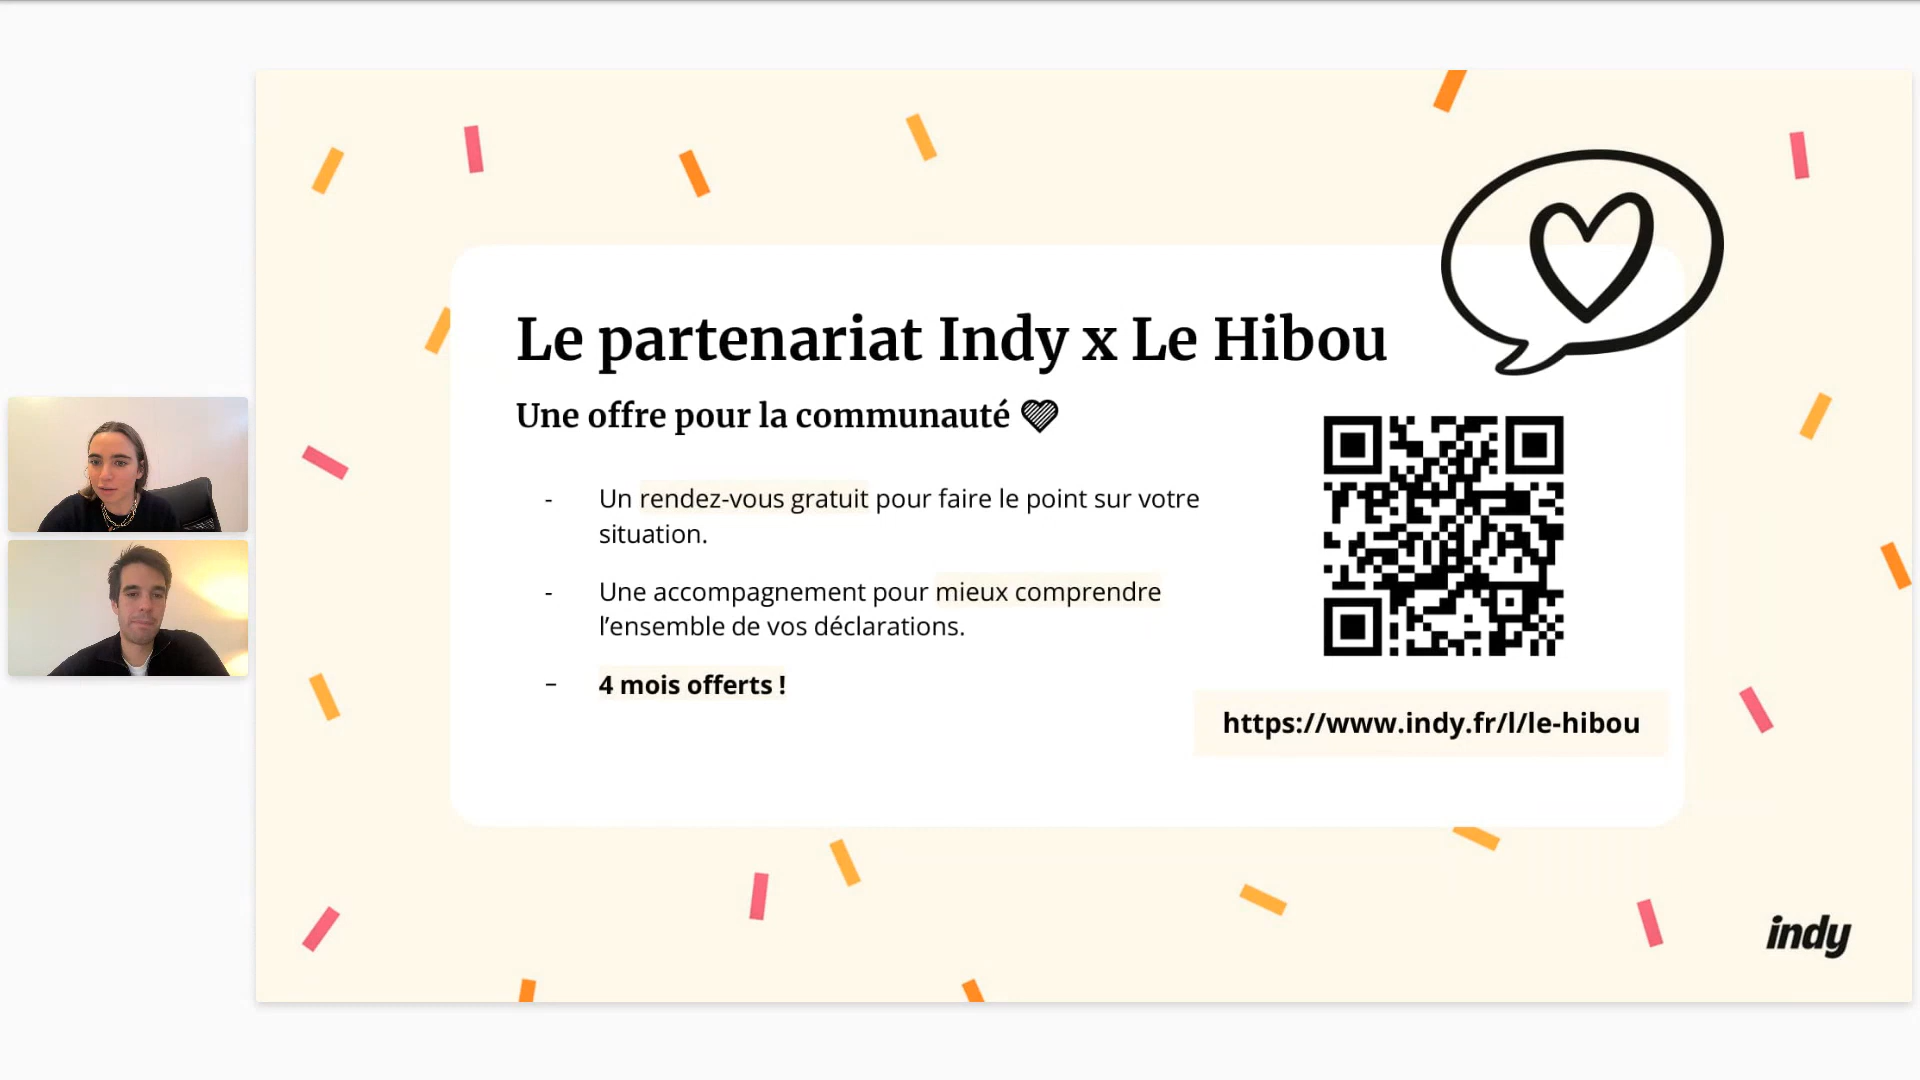 Le partenariat Indy x Le Hibou
Une offre pour la communauté
- Un rendez-vous gratuit pour faire le point sur votre
situation.
- Une accompagnement pour mieux comprendre
l’ensemble de vos déclarations.
- 4 mois offerts !
https://www.indy.fr/l/le-hibou
indy